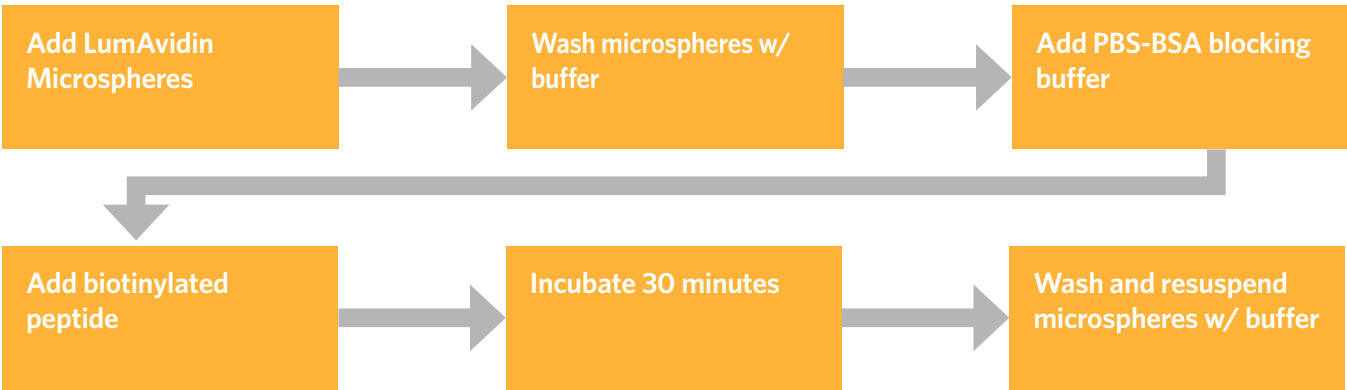 Add LumAvidin
Microspheres
Wash microspheres w/
buffer
Add PBS-BSA blocking
buffer
Add biotinylated
peptide
Incubate 30 minutes
Wash and resuspend
microspheres w/ buffer